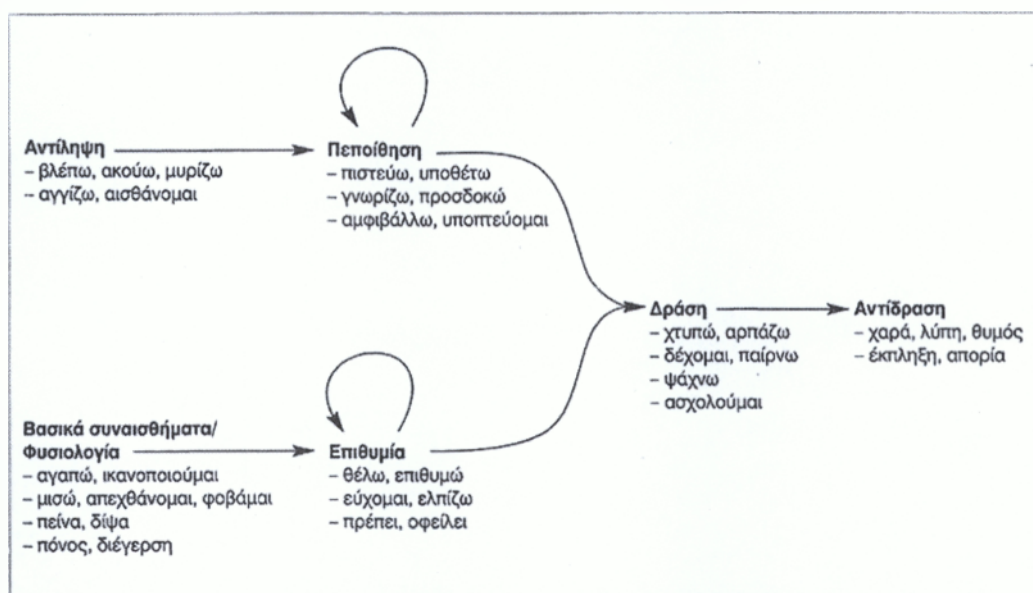 Αντίληψη
– βλέπω, ακούω, μυρίζω
– αγγίζω, αισθάνομαι
Πεποίθηση
– πιστεύω, υποθέτω
– γνωρίζω, προσδοκώ
– αμφιβάλλω, υποπτεύομαι
Βασικά συναισθήματα/
Φυσιολογία
– αγαπώ, ικανοποιούμαι
– μισώ, απεχθάνομαι, φοβάμαι
– πείνα, δίψα
– πόνος, διέγερση
Επιθυμία
– θέλω, επιθυμώ
– εύχομαι, ελπίζω
– πρέπει, οφείλει
Δράση
– χτυπώ, αρπάζω
– δέχομαι, παίρνω
– ψάχνω
– ασχολούμαι
Αντίδραση
– χαρά, λύπη, θυμός
– έκπληξη, απορία